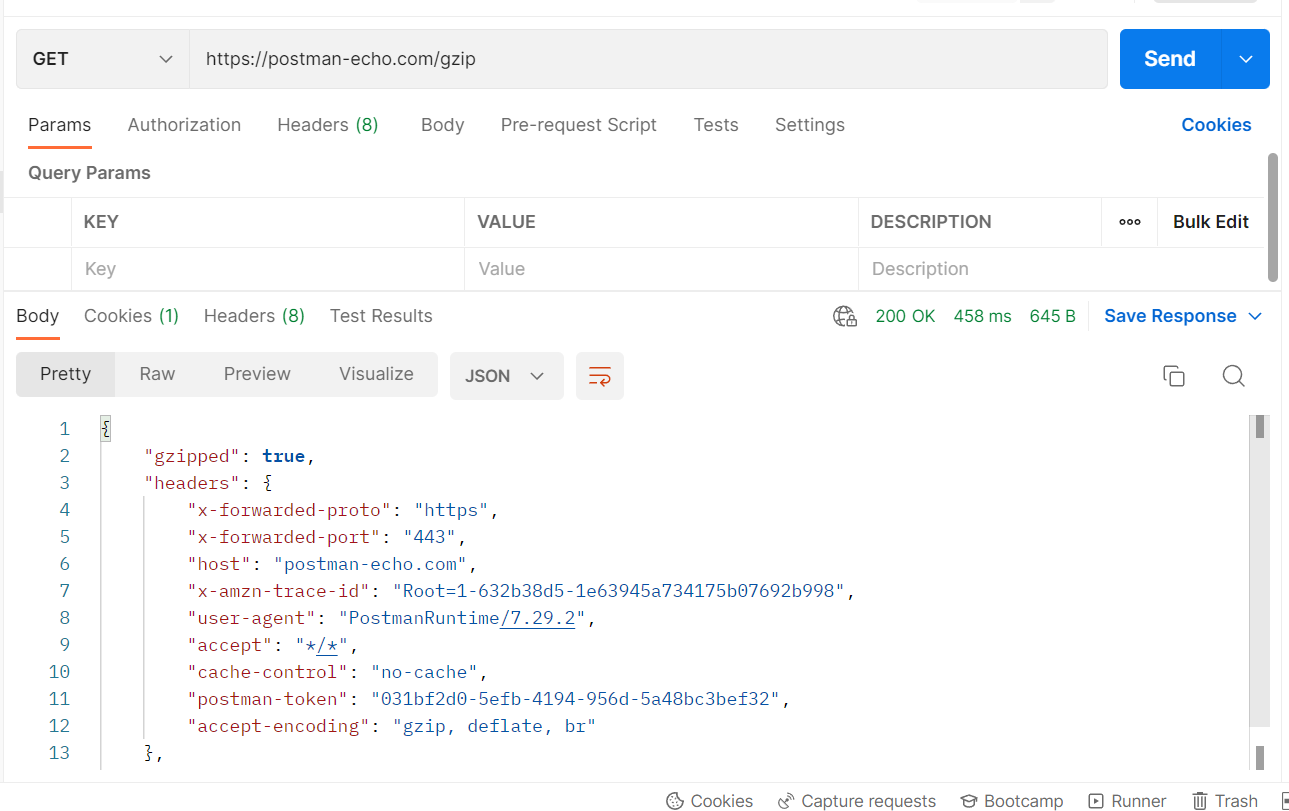 GET https://postman-echo.com/gzip Send
Params Authorization Headers (8) Body Pre-request Script Tests Settings Cookies
Query Params
KEY VALUE DESCRIPTION ooo Bulk Edit
Key Value Description
Body Cookies (1) Headers (8) Test Results 200 OK 458 ms 645 B Save Response
Pretty Raw Preview Visualize JSON
1 {
2 "gzipped": true,
3 "headers": {
4 "x-forwarded-proto": "https",
5 "x-forwarded-port": "443",
6 "host": "postman-echo.com",
7 "x-amzn-trace-id": "Root=1-632b38d5-1e63945a734175b07692b998",
8 "user-agent": "PostmanRuntime/7.29.2",
9 "accept": "*/*",
10 "cache-control": "no-cache",
11 "postman-token": "031bf2d0-5efb-4194-956d-5a48bc3bef32",
12 "accept-encoding": "gzip, deflate, br"
13 },
Cookies Capture requests Bootcamp Runner Trash